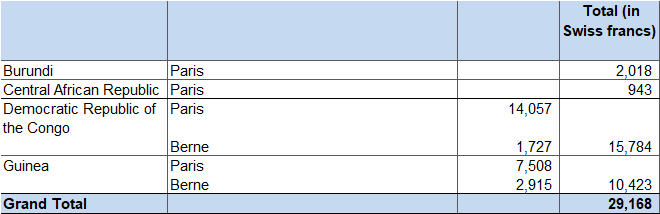 Total (in
Swiss francs)
Burundi Paris 2,018
Central African Republic Paris 943
Democratic Republic of Paris 14,057
the Congo
Berne 1,727 15,784
Guinea Paris 7,508
Berne 2,915 10,423
Grand Total 29,168